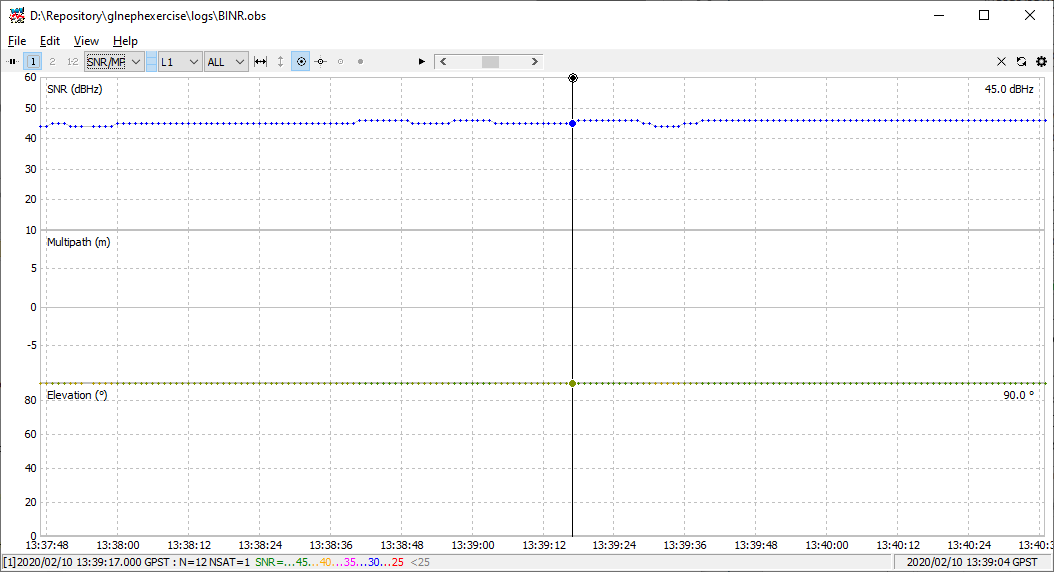 D:\Repository\glnephexercise\logs\BINR.obs
File Edit View Help
1 2 1-2 SNR/MP L1 ALL
60
SNR (dBHz) 45.0 dBHz
50
40
30
20
10
Multipath (m)
5
0
-5
Elevation (°) 90.0 °
80
60
40
20
0
13:37:48 13:38:00 13:38:12 13:38:24 13:38:36 13:38:48 13:39:00 13:39:12 13:39:24 13:39:36 13:39:48 13:40:00 13:40:12 13:40:24 13:40:3
[1]2020/02/10 13:39:17.000 GPST : N=12 NSAT=1 SNR=...45...40...35...30...25 <25 2020/02/10 13:39:04 GPST